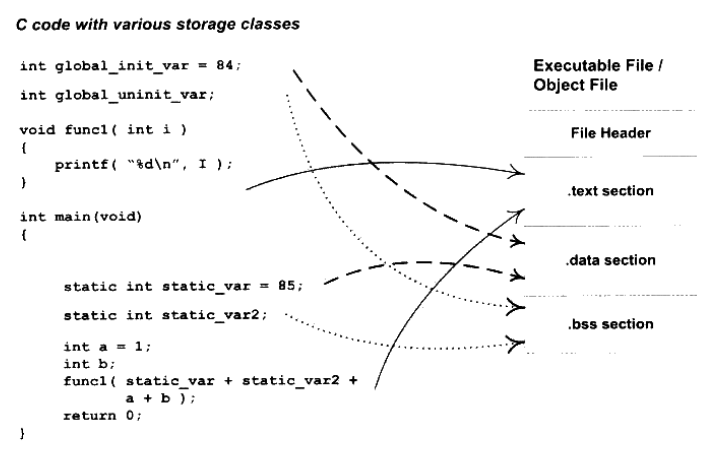 C code with various storage classes
int global_init_var = 84;
int global_uninit_var;
void func1( int i )
{
printf( "%d\n", I );
}
int main(void)
{
static int static_var = 85;
static int static_var2;
int a = 1;
int b;
func1( static_var + static_var2 +
a + b );
return 0;
}
Executable File /
Object File
File Header
.text section
.data section
.bss section